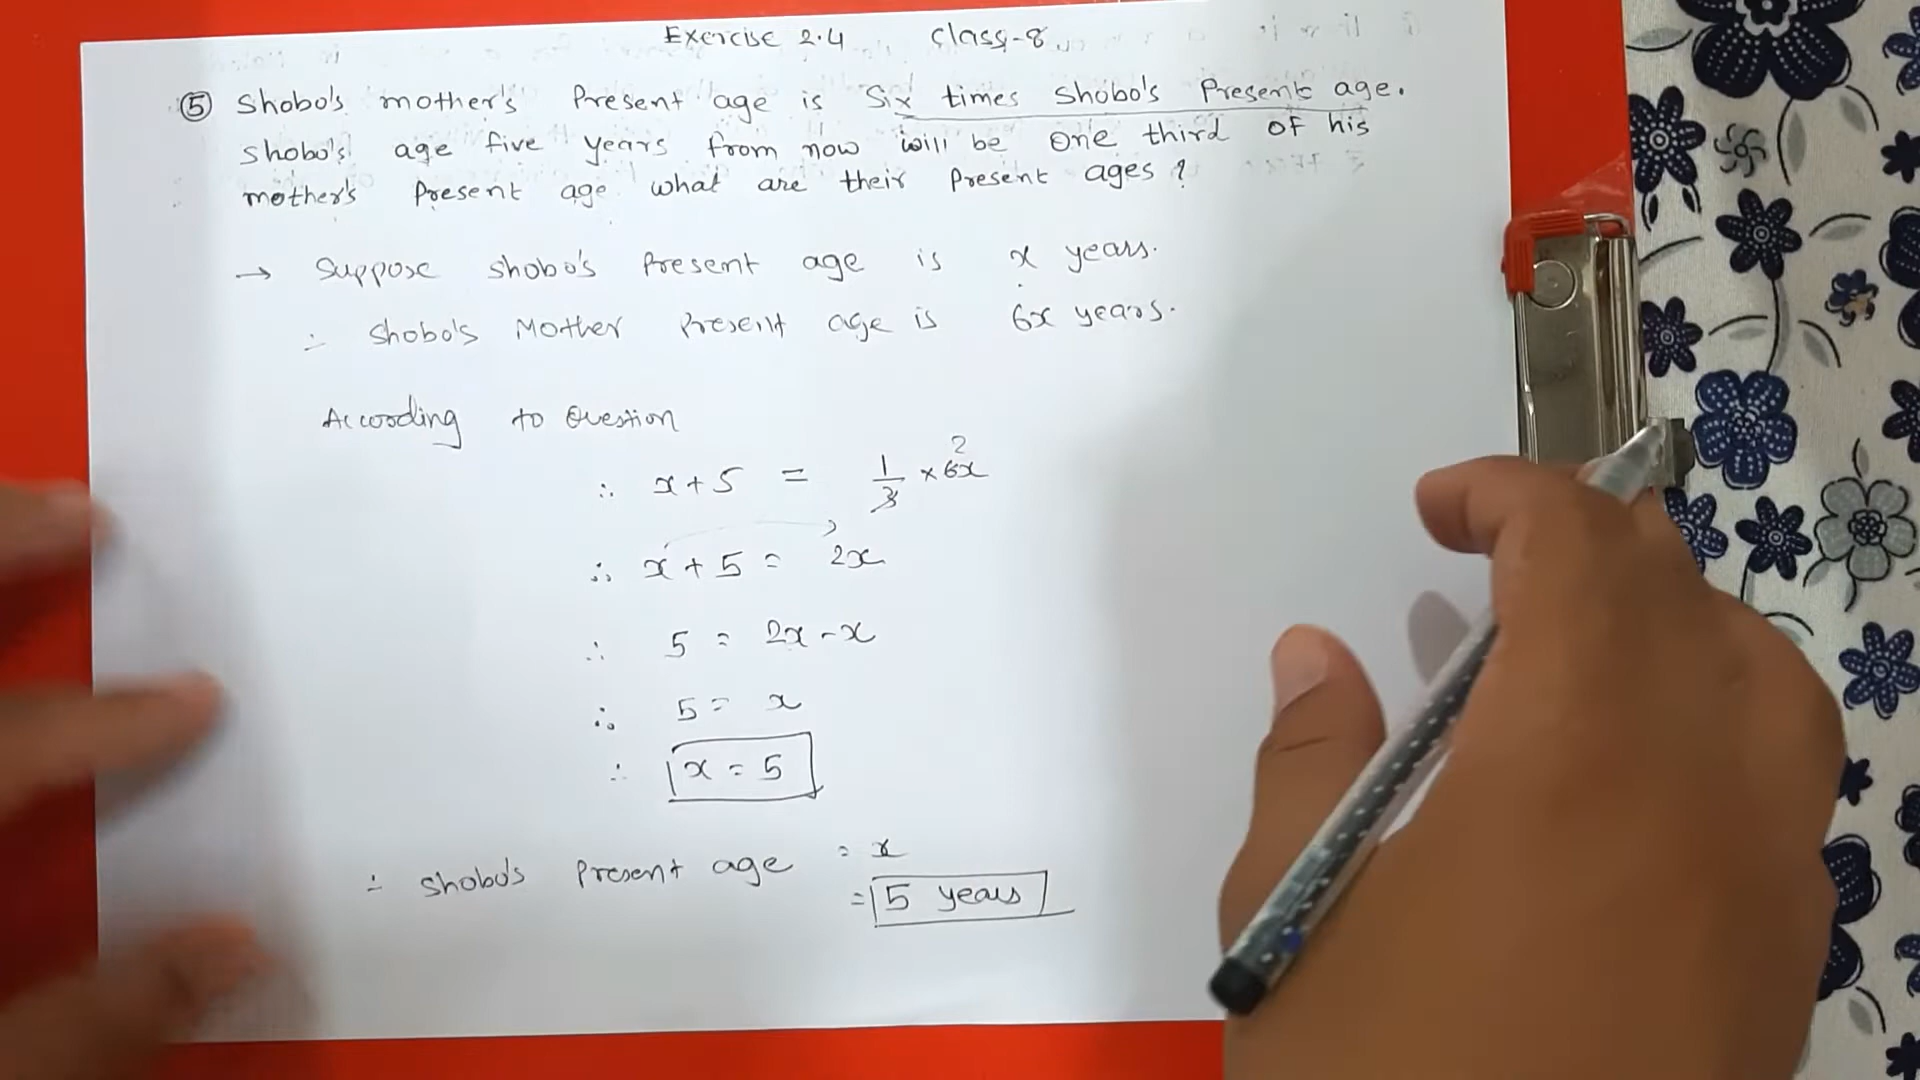 Exercise 2.4 Class-8
⑤ Shobo's mother's Present age is Six times Shobo's Present age.
Shobo's age five years from now will be One third of his
mother's Present age. What are their Present ages?
→ Suppose Shobo's Present age is x years.
∴ Shobo's Mother Present age is 6x years.
According to Question
∴ x + 5 = 1/3 × 6x 2
∴ x + 5 = 2x
∴ 5 = 2x - x
∴ 5 = x
∴ x = 5
∴ Shobo's Present age = x
= 5 years